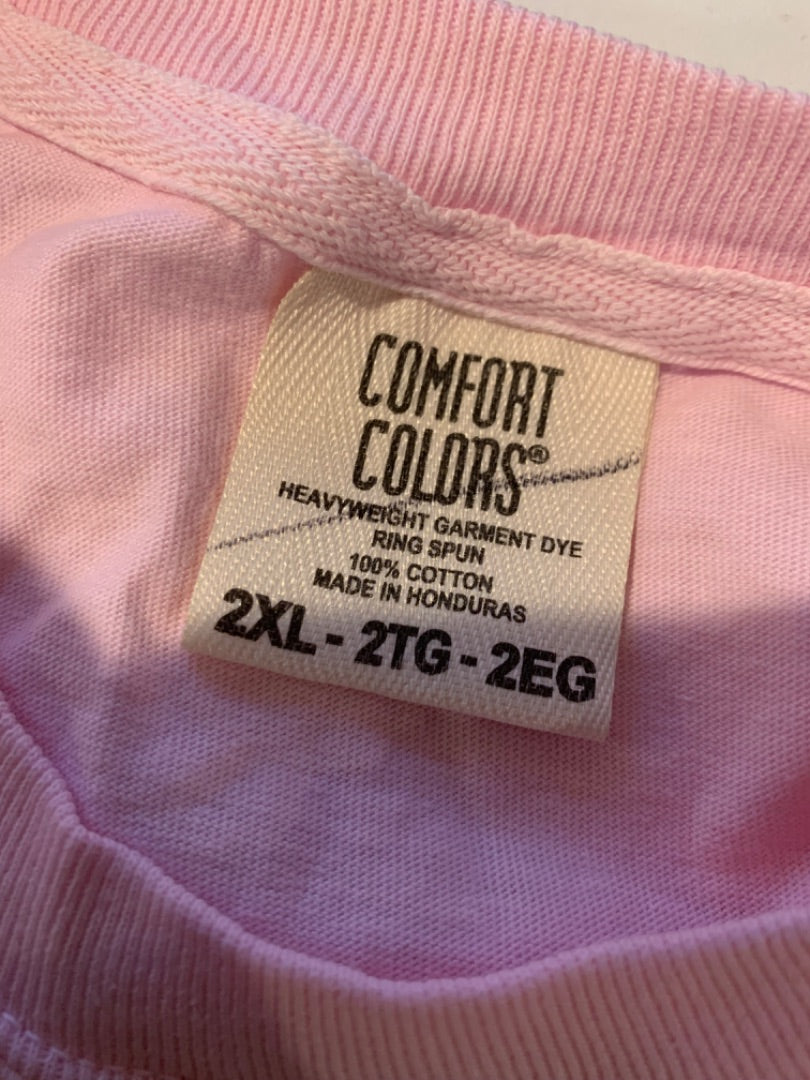 COMFORT
COLORS®
HEAVYWEIGHT GARMENT DYE
RING SPUN
100% COTTON
MADE IN HONDURAS
2XL - 2TG - 2EG